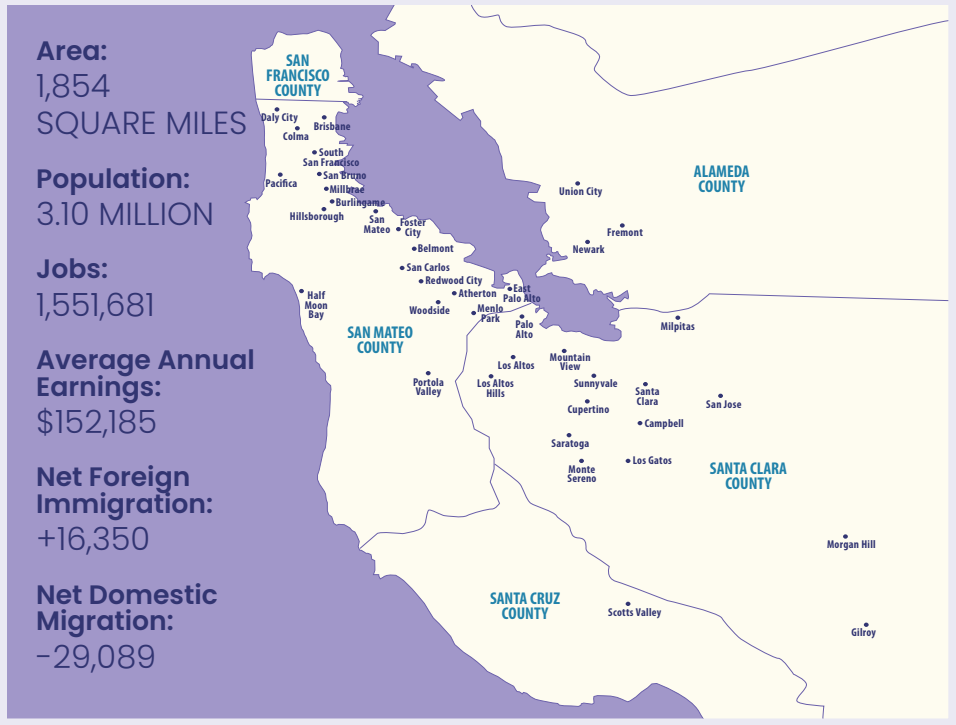 Area:
1,854
SQUARE MILES
Population:
3.10 MILLION
Jobs:
1,551,681
Average Annual
Earnings:
$152,185
Net Foreign
Immigration:
+16,350
Net Domestic
Migration:
-29,089
SAN
FRANCISCO
COUNTY
Daly City
Brisbane
Colma
South
San Francisco
San Bruno
Pacifica
Millbrae
Burlingame
Hillsborough
San
Mateo
Foster
City
Belmont
San Carlos
Redwood City
Half
Moon
Bay
Atherton
Woodside
Menlo
Park
East
Palo Alto
Palo
Alto
SAN MATEO
COUNTY
Portola
Valley
ALAMEDA
COUNTY
Union City
Fremont
Newark
Milpitas
Los Altos
Mountain
View
Los Altos
Hills
Sunnyvale
Santa
Clara
Cupertino
San Jose
Campbell
Saratoga
Monte
Sereno
Los Gatos
SANTA CLARA
COUNTY
Morgan Hill
SANTA CRUZ
COUNTY
Scotts Valley
Gilroy